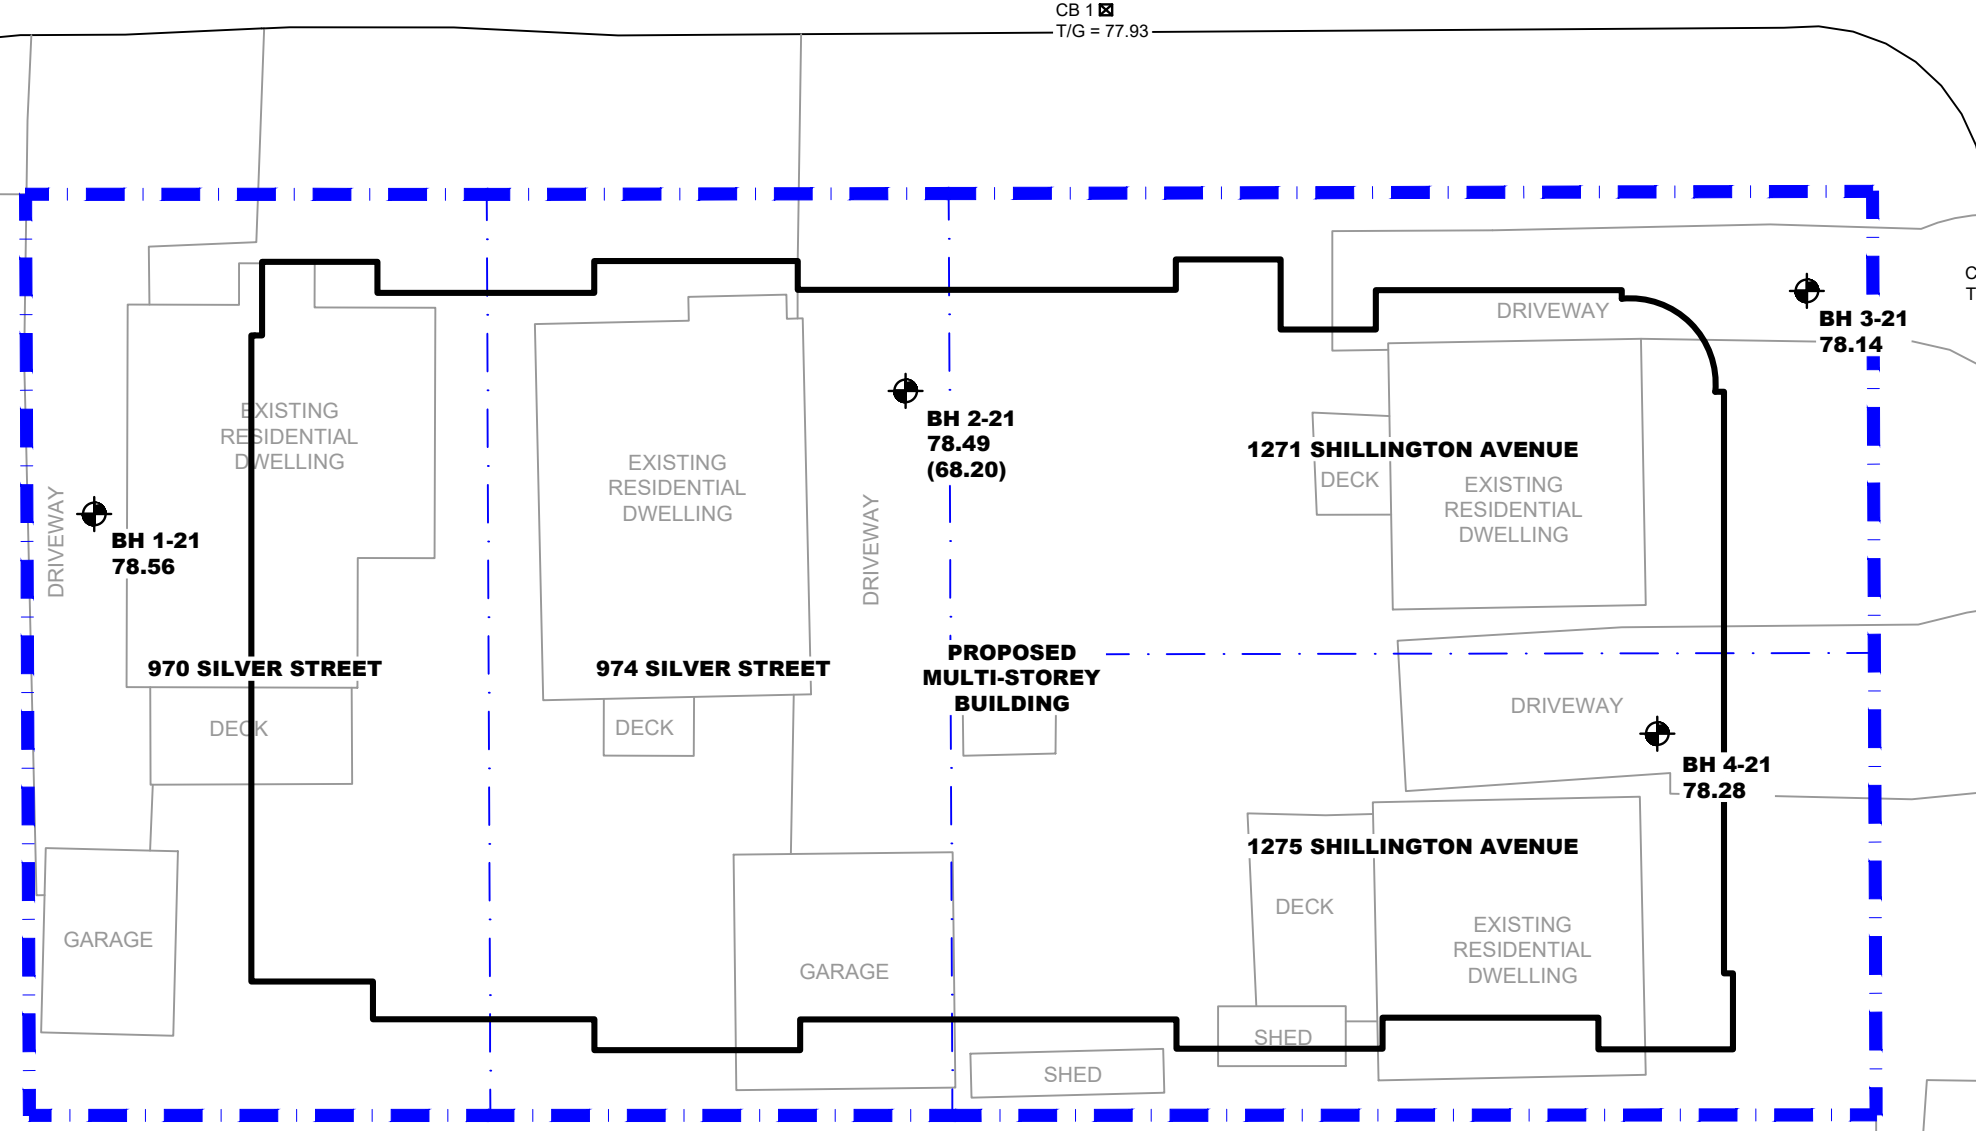 CB 1
T/G = 77.93
C
T
DRIVEWAY
BH 3-21
78.14
EXISTING
RESIDENTIAL
DWELLING
BH 2-21
78.49
(68.20)
1271 SHILLINGTON AVENUE
DECK
EXISTING
RESIDENTIAL
DWELLING
EXISTING
RESIDENTIAL
DWELLING
DRIVEWAY
BH 1-21
78.56
DRIVEWAY
970 SILVER STREET
974 SILVER STREET
PROPOSED
MULTI-STOREY
BUILDING
DECK
DECK
DRIVEWAY
BH 4-21
78.28
1275 SHILLINGTON AVENUE
DECK
GARAGE
GARAGE
EXISTING
RESIDENTIAL
DWELLING
SHED
SHED